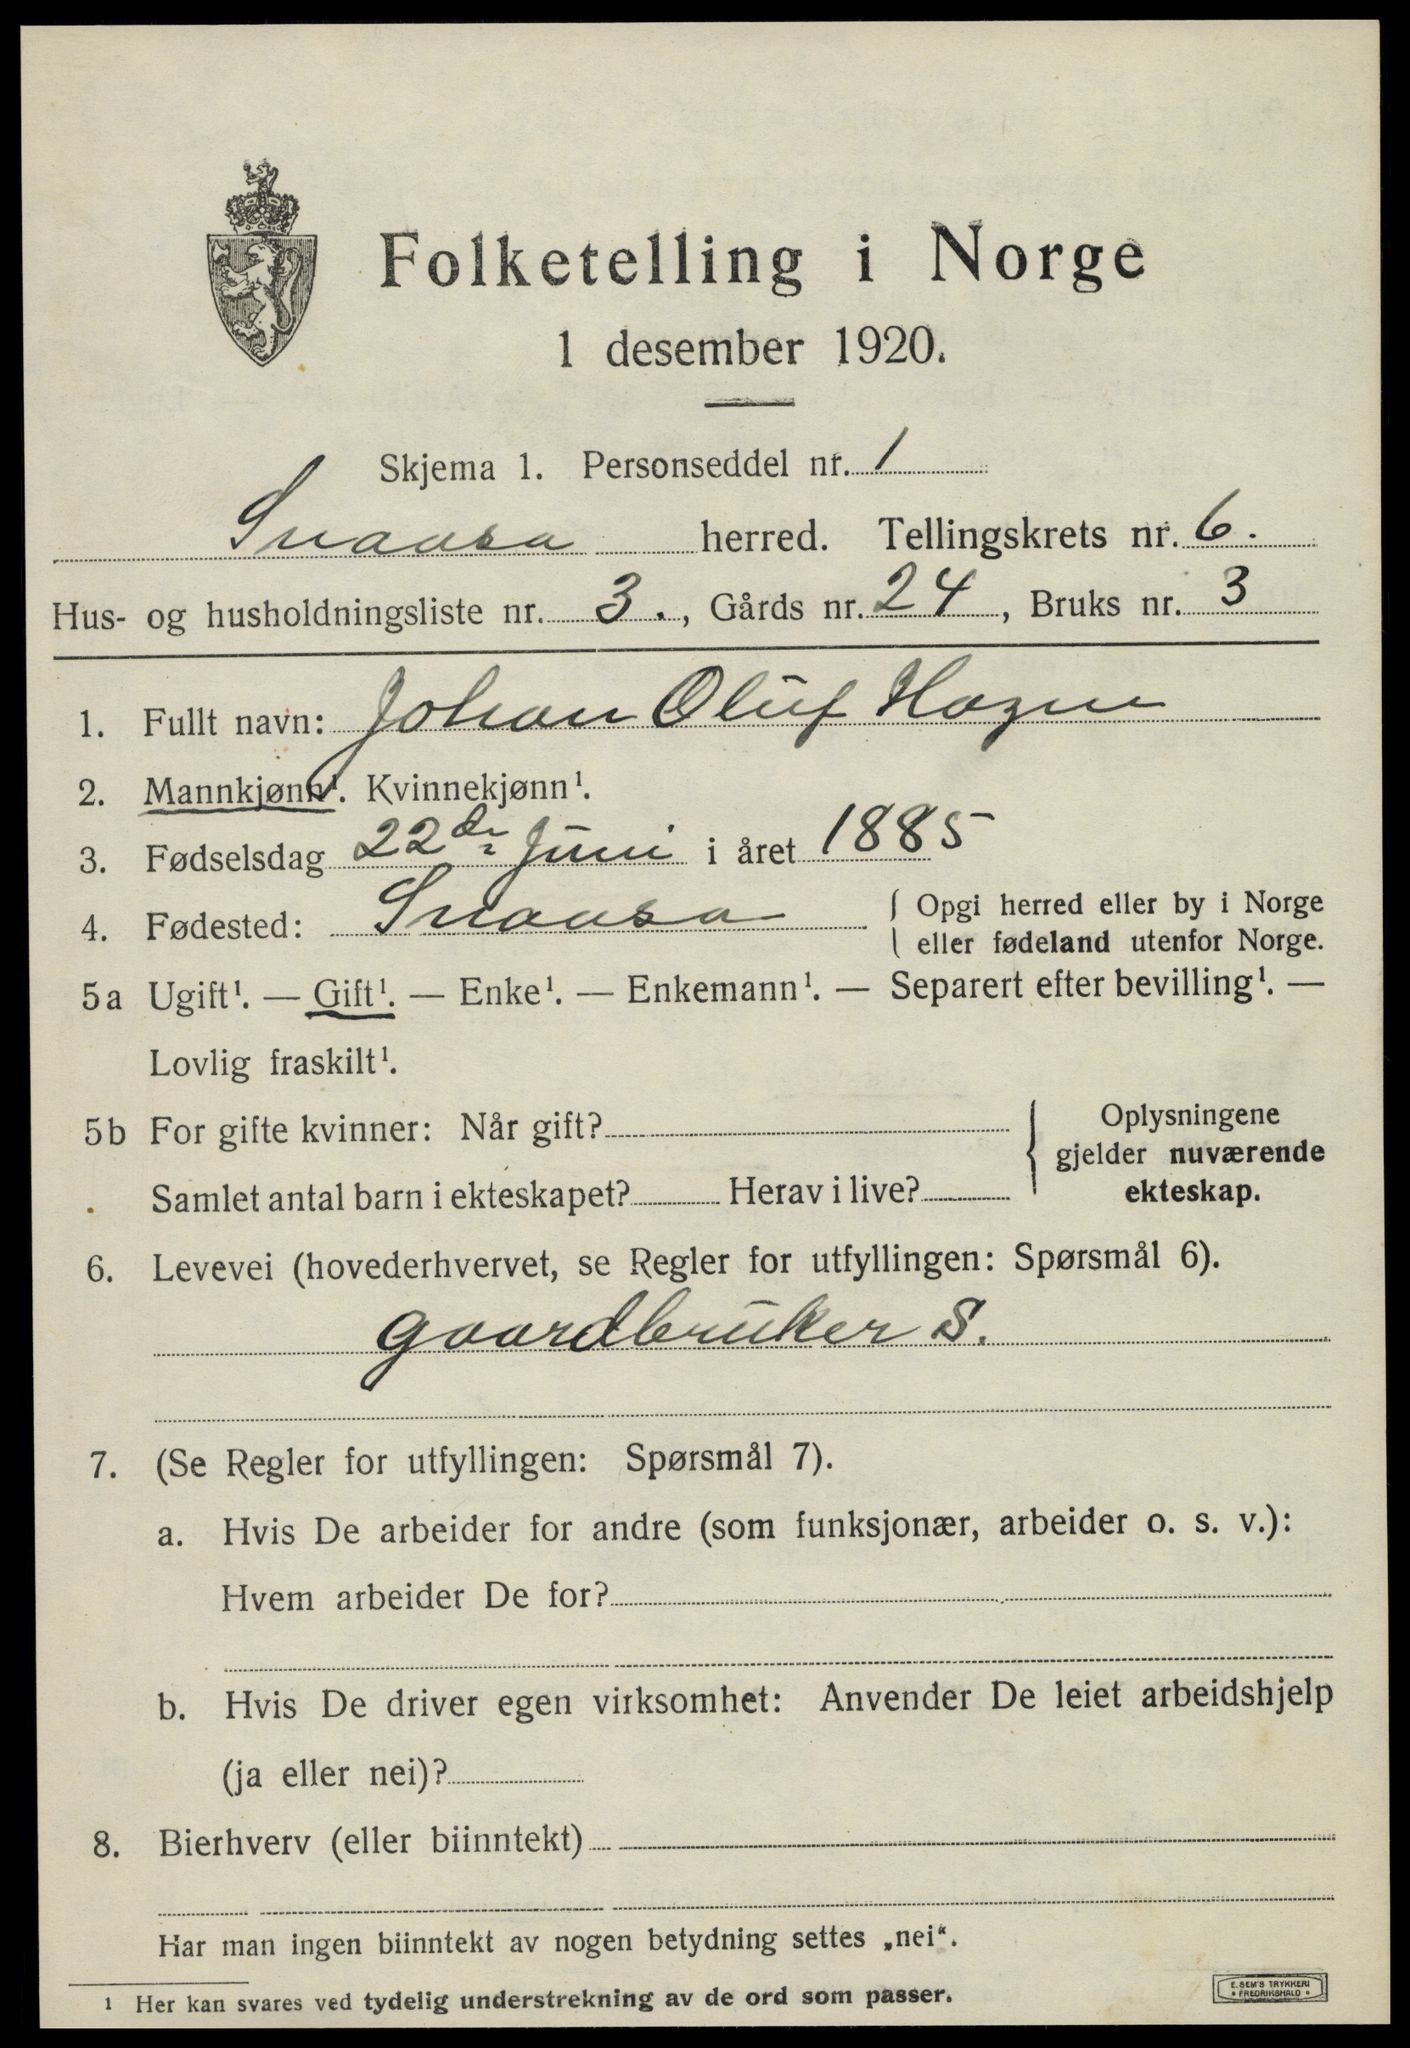 Folketelling i Norge
1 desember 1920.
Skjema 1. Personseddel nr. 1
Snaasa herred. Tellingskrets nr. 6.
Hus- og husholdningsliste nr. 3., Gårds nr. 24, Bruks nr. 3
1. Fullt navn: Johan Oluf Hagen
2. Mannkjønn¹. Kvinnekjønn¹.
3. Fødselsdag 22de Juni i året 1885
4. Fødested: Snaasa { Opgi herred eller by i Norge
eller fødeland utenfor Norge.
5a Ugift¹. — Gift¹. — Enke¹. — Enkemann¹. — Separert efter bevilling¹. —
Lovlig fraskilt¹.
5b For gifte kvinner: Når gift? { Oplysningene
gjelder nuværende
Samlet antal barn i ekteskapet? Herav i live? ekteskap.
6. Levevei (hovederhvervet, se Regler for utfyllingen: Spørsmål 6).
gaardbruker S.
7. (Se Regler for utfyllingen: Spørsmål 7).
a. Hvis De arbeider for andre (som funksjonær, arbeider o. s. v.):
Hvem arbeider De for?
b. Hvis De driver egen virksomhet: Anvender De leiet arbeidshjelp
(ja eller nei)?
8. Bierhverv (eller biinntekt)
Har man ingen biinntekt av nogen betydning settes „nei“.
1 Her kan svares ved tydelig understrekning av de ord som passer.
E. SEM'S TRYKKERI
• FREDRIKSHALD •